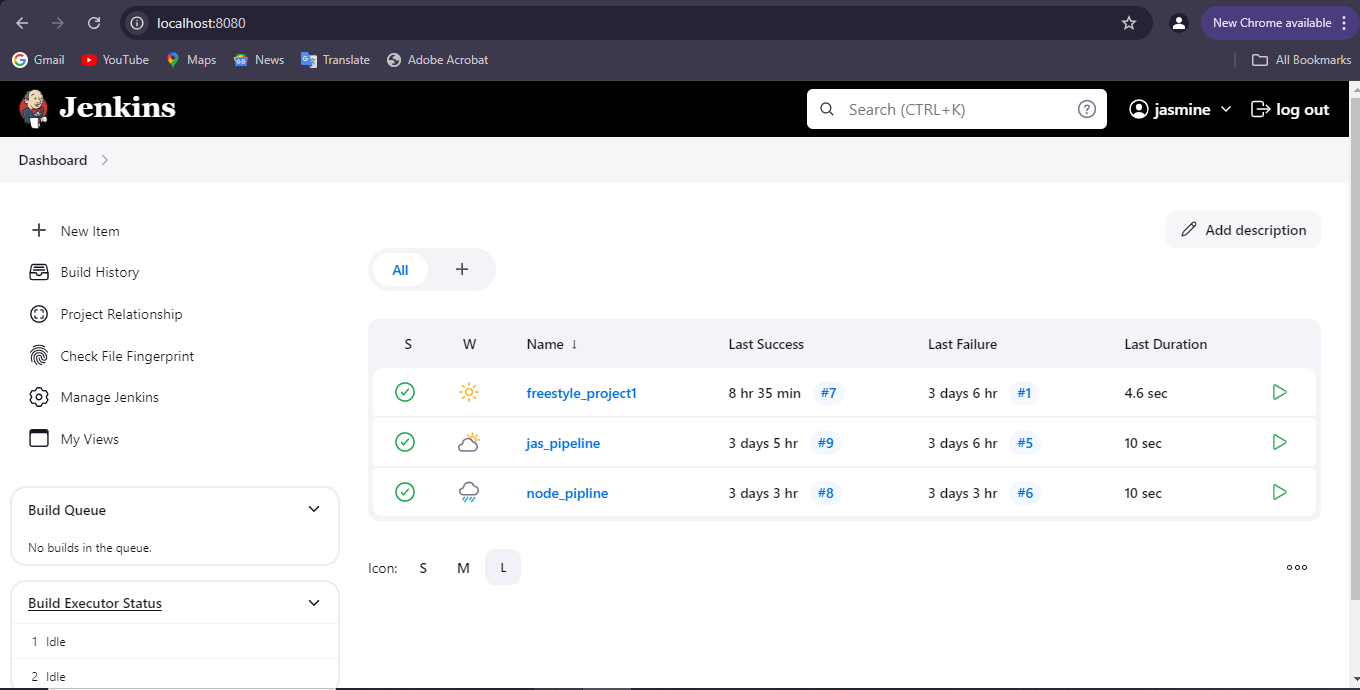 localhost:8080
New Chrome available
Gmail
YouTube
Maps
News
Translate
Adobe Acrobat
All Bookmarks
Jenkins
Search (CTRL+K)
jasmine
log out
Dashboard
New Item
Build History
Project Relationship
Check File Fingerprint
Manage Jenkins
My Views
Build Queue
No builds in the queue.
Build Executor Status
1 Idle
2 Idle
Add description
All +
S W Name ↓ Last Success Last Failure Last Duration
freestyle_project1 8 hr 35 min #7 3 days 6 hr #1 4.6 sec
jas_pipeline 3 days 5 hr #9 3 days 6 hr #5 10 sec
node_pipline 3 days 3 hr #8 3 days 3 hr #6 10 sec
Icon: S M L